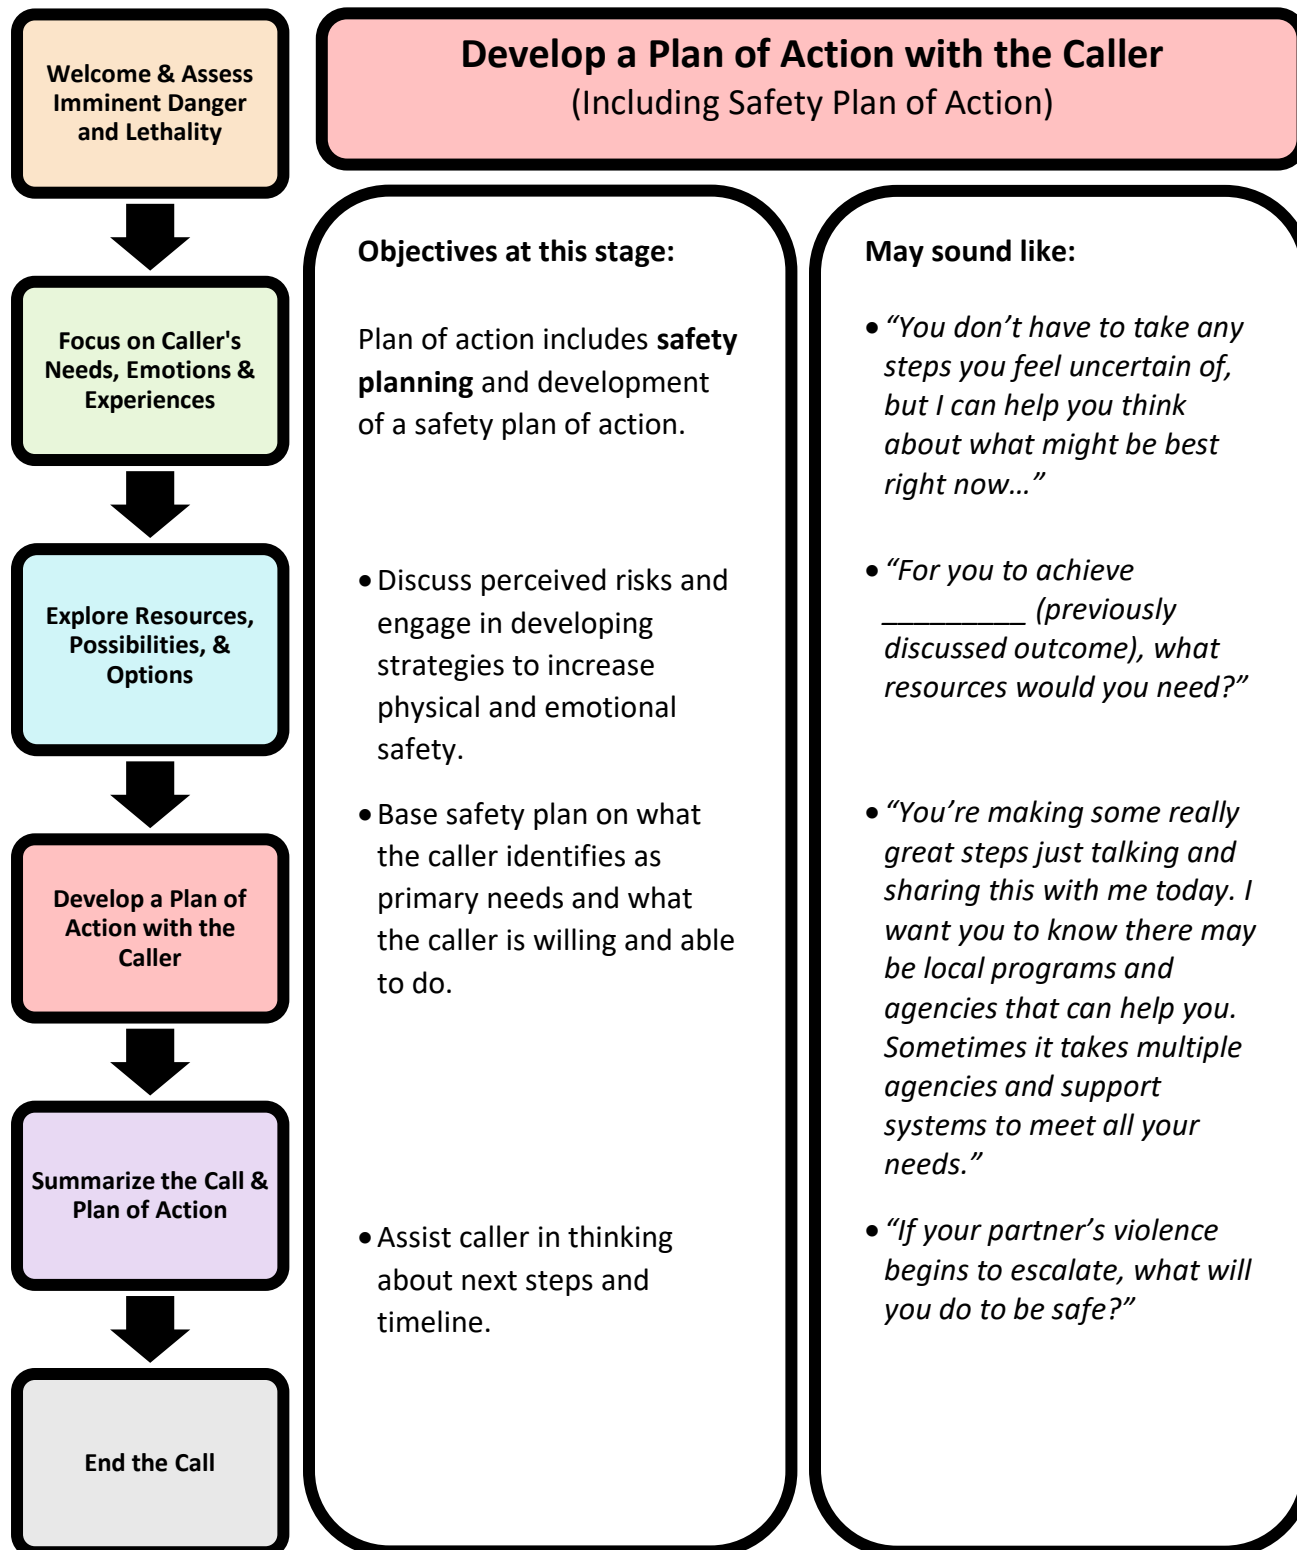 Welcome & Assess
Imminent Danger
and Lethality
Focus on Caller's
Needs, Emotions &
Experiences
Explore Resources,
Possibilities, &
Options
Develop a Plan of
Action with the
Caller
Summarize the Call &
Plan of Action
End the Call
Develop a Plan of Action with the Caller
(Including Safety Plan of Action)
Objectives at this stage:
Plan of action includes safety
planning and development
of a safety plan of action.
• Discuss perceived risks and
engage in developing
strategies to increase
physical and emotional
safety.
• Base safety plan on what
the caller identifies as
primary needs and what
the caller is willing and able
to do.
• Assist caller in thinking
about next steps and
timeline.
May sound like:
• “You don’t have to take any
steps you feel uncertain of,
but I can help you think
about what might be best
right now…”
• “For you to achieve
_________ (previously
discussed outcome), what
resources would you need?”
• “You’re making some really
great steps just talking and
sharing this with me today. I
want you to know there may
be local programs and
agencies that can help you.
Sometimes it takes multiple
agencies and support
systems to meet all your
needs.”
• “If your partner’s violence
begins to escalate, what will
you do to be safe?”